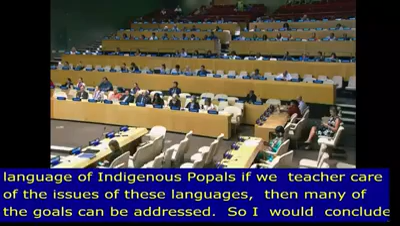 language of Indigenous Popals if we teacher care
of the issues of these languages, then many of
the goals can be addressed. So I would conclude